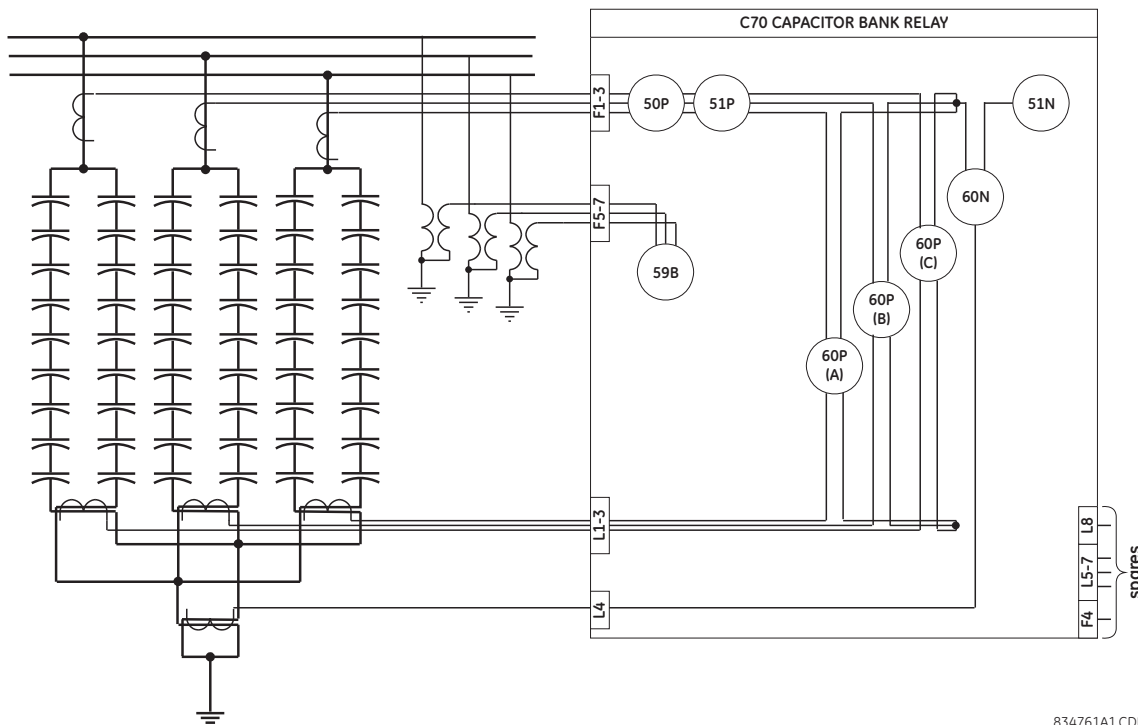 C70 CAPACITOR BANK RELAY
F1-3
50P
51P
51N
60N
F5-7
59B
60P
(C)
60P
(B)
60P
(A)
L1-3
L8
L5-7
F4
spares
L4
834761A1.CD